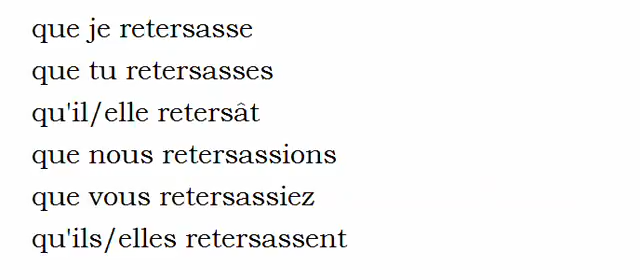 que je retersasse
que tu retersasses
qu'il/elle retersât
que nous retersassions
que vous retersassiez
qu'ils/elles retersassent